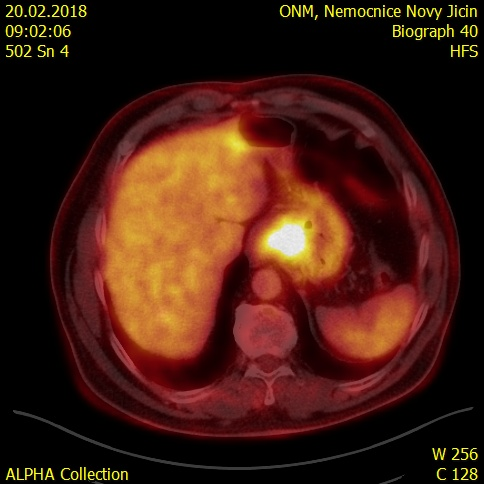 20.02.2018
09:02:06
502 Sn 4
ONM, Nemocnice Novy Jicin
Biograph 40
HFS
ALPHA Collection
W 256
C 128